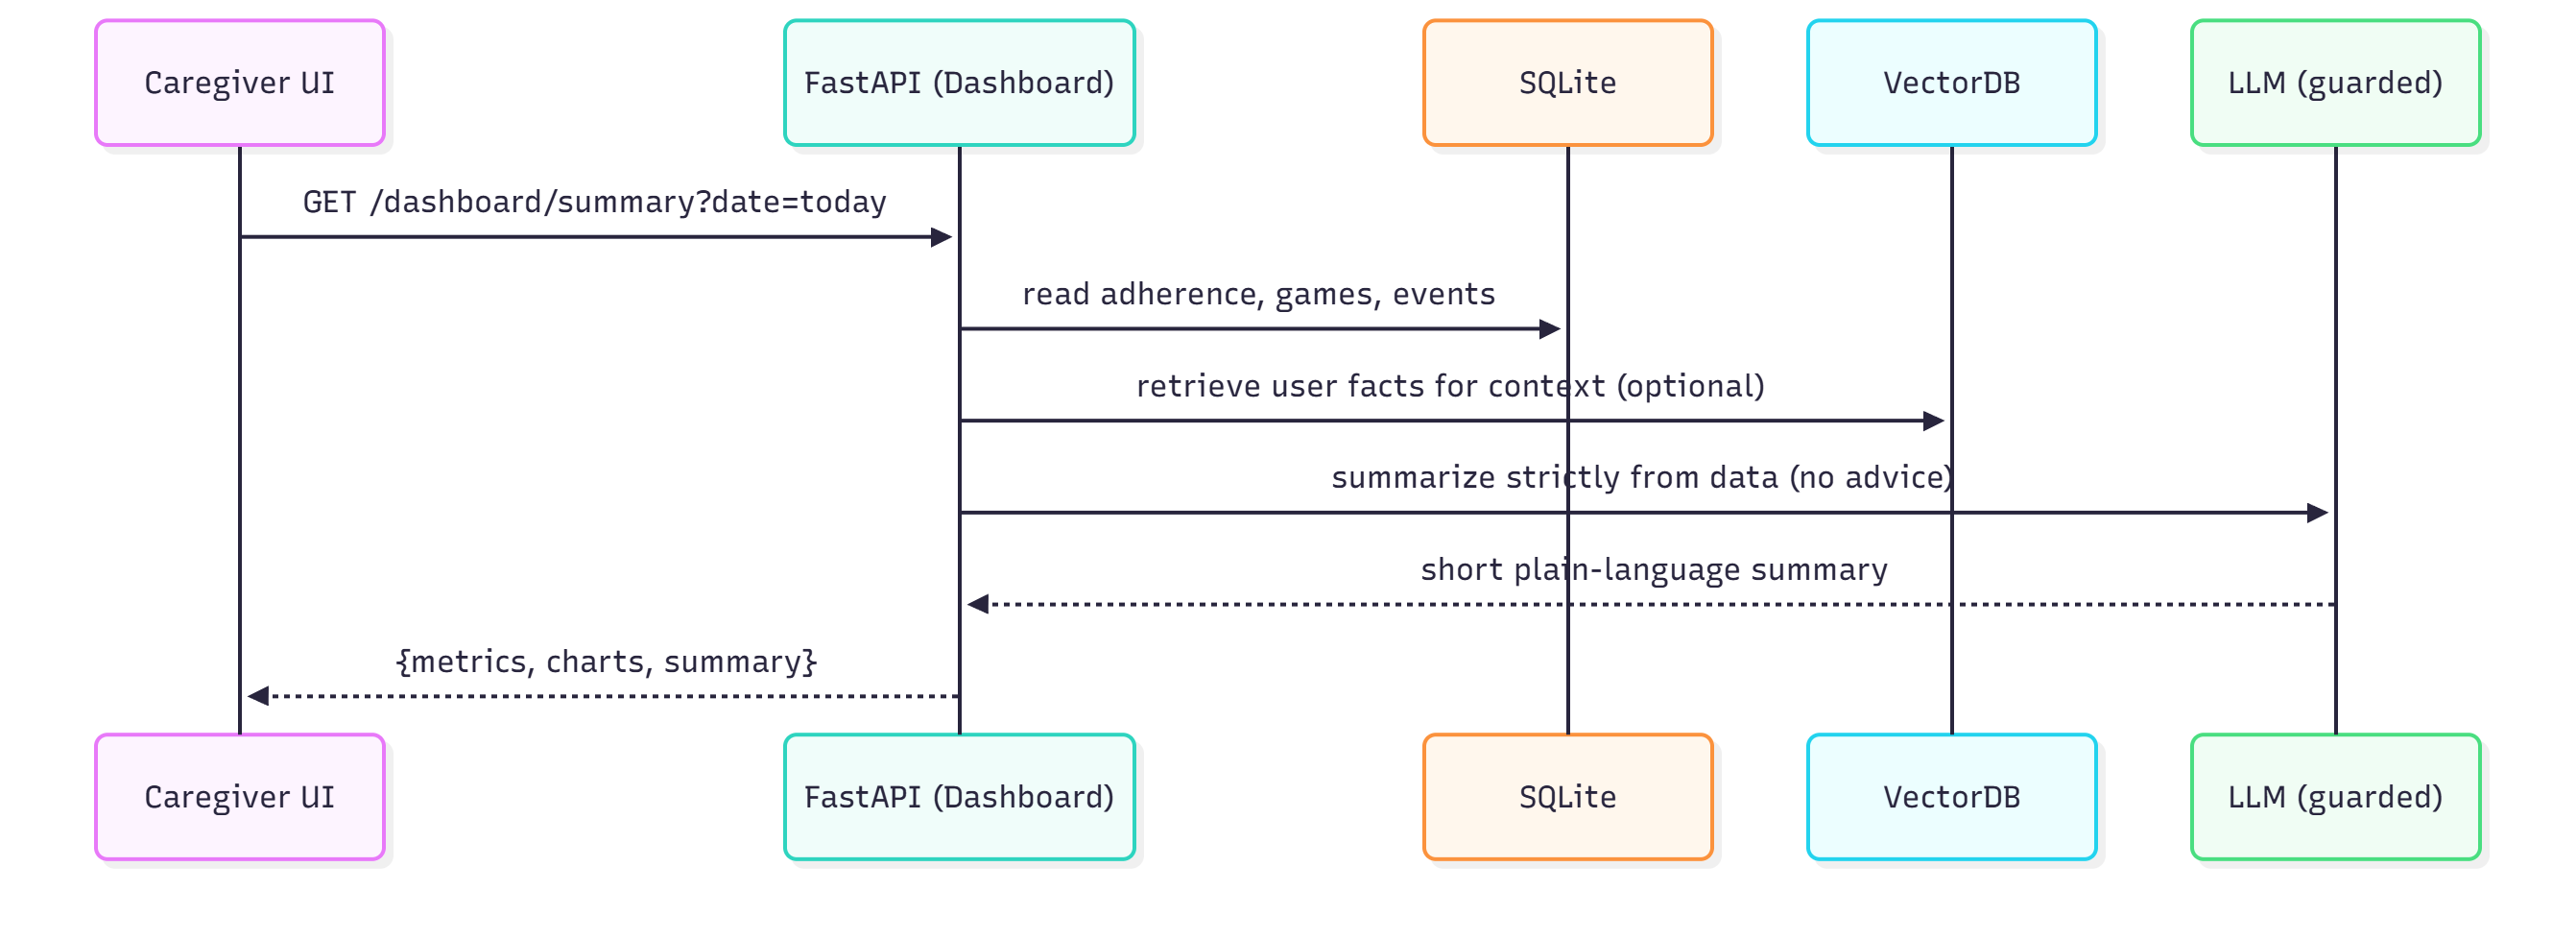 Caregiver UI
FastAPI (Dashboard)
SQLite
VectorDB
LLM (guarded)
GET /dashboard/summary?date=today
read adherence, games, events
retrieve user facts for context (optional)
summarize strictly from data (no advice)
short plain-language summary
{metrics, charts, summary}
Caregiver UI
FastAPI (Dashboard)
SQLite
VectorDB
LLM (guarded)